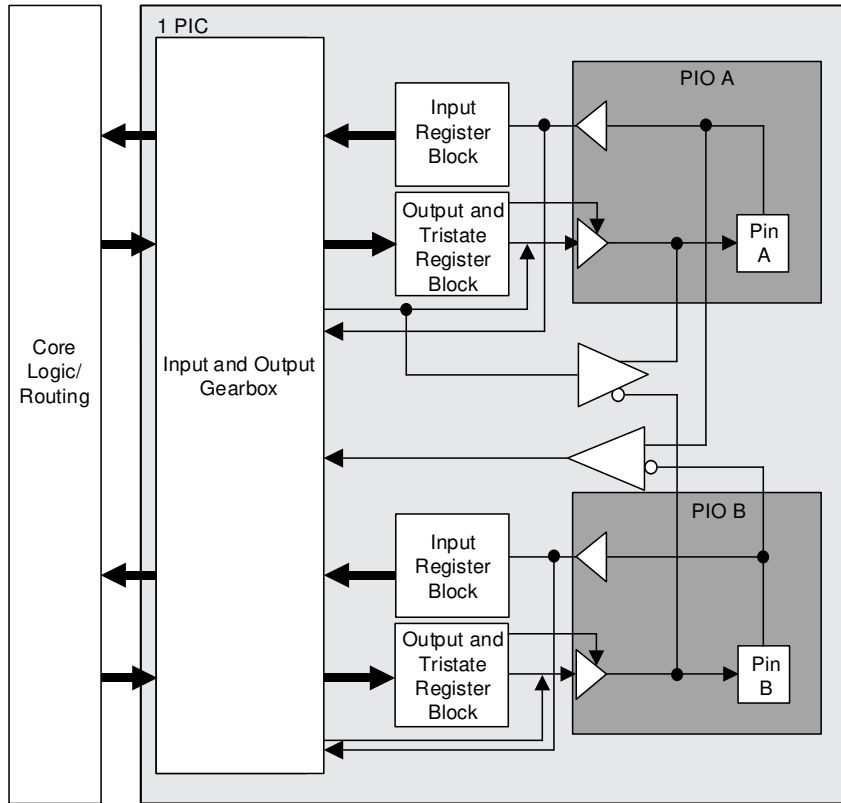 1 PIC
PIO A
Input
Register
Block
Output and
Tristate
Register
Block
Pin
A
Core
Logic/
Routing
Input and Output
Gearbox
PIO B
Input
Register
Block
Output and
Tristate
Register
Block
Pin
B